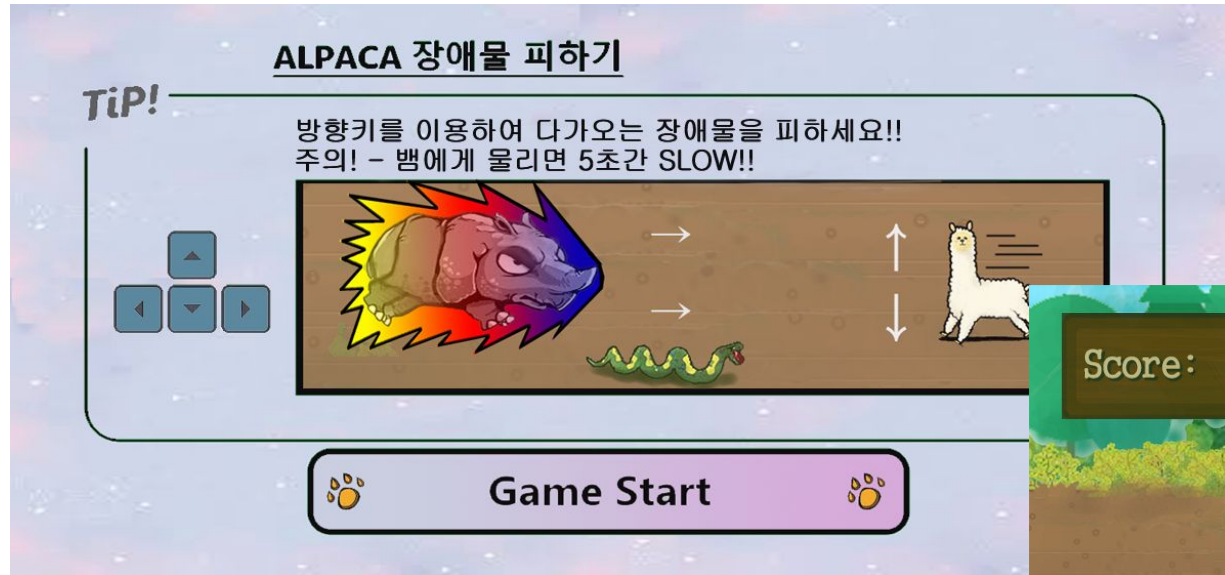 ALPACA 장애물 피하기
TiP!
방향키를 이용하여 다가오는 장애물을 피하세요!!
주의! - 뱀에게 물리면 5초간 SLOW!!
Score:
Game Start